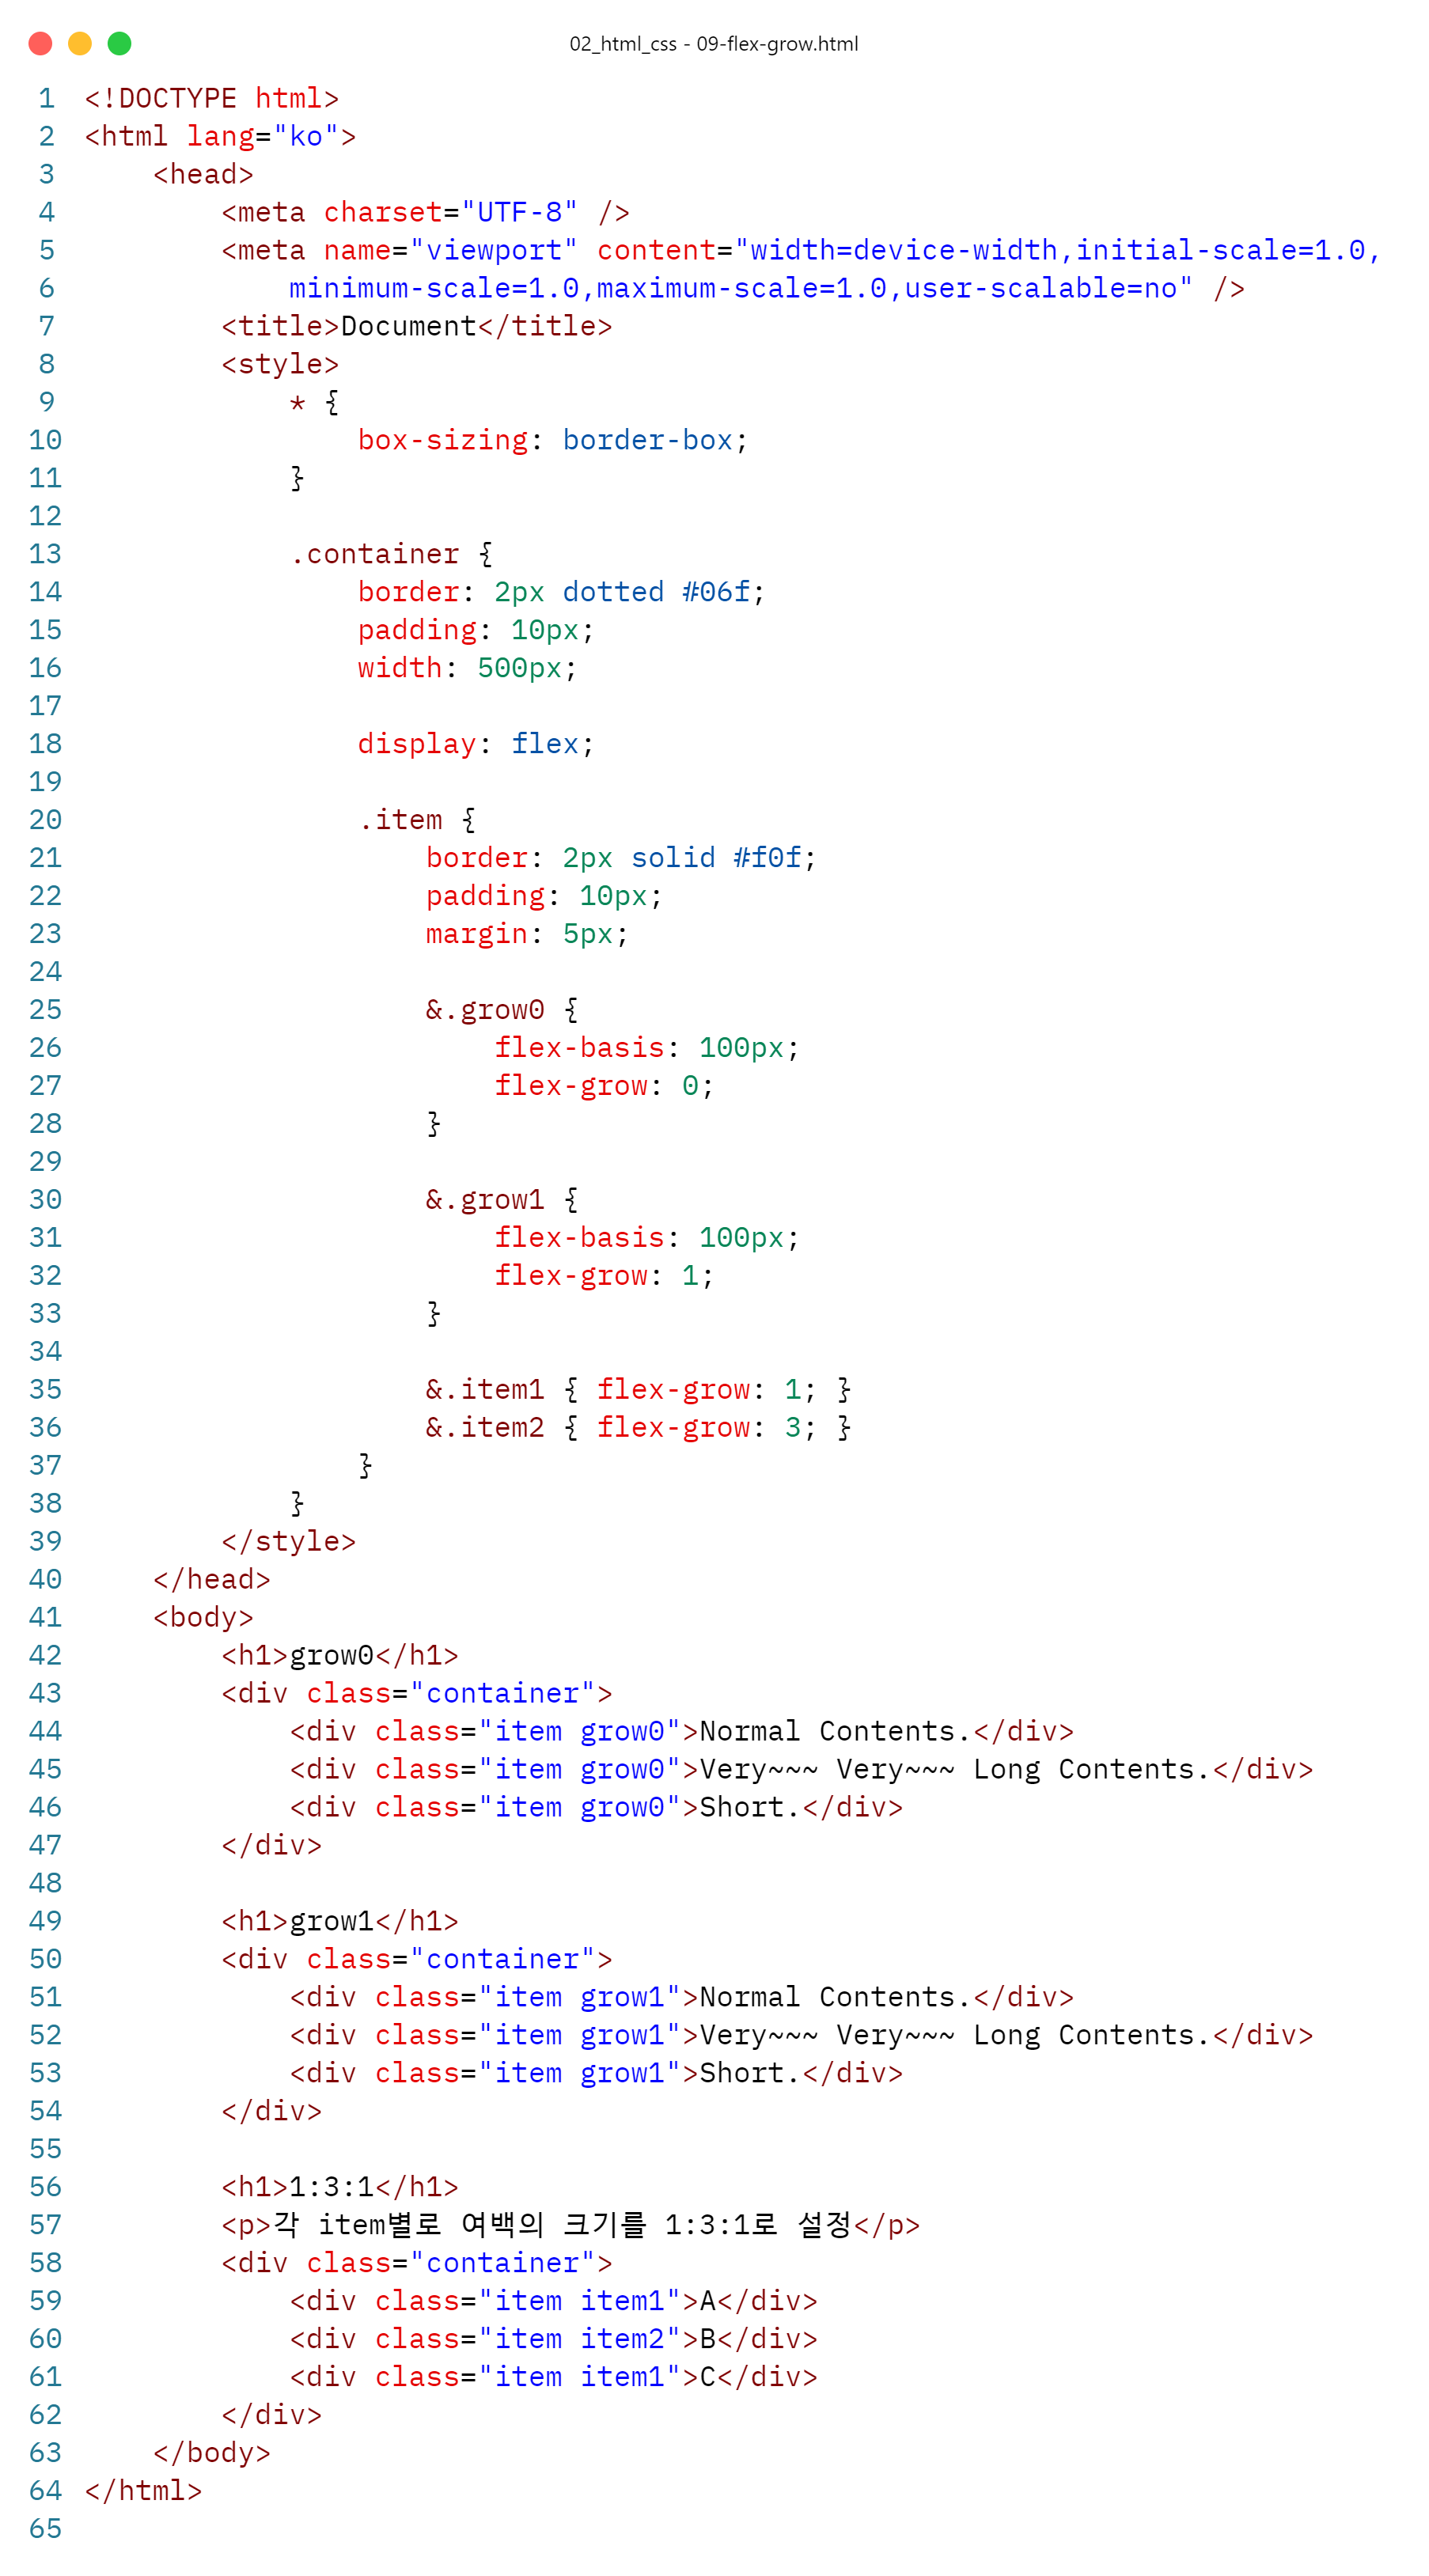 02_html_css - 09-flex-grow.html
1 <!DOCTYPE html>
2 <html lang="ko">
3     <head>
4         <meta charset="UTF-8" />
5         <meta name="viewport" content="width=device-width,initial-scale=1.0,
6             minimum-scale=1.0,maximum-scale=1.0,user-scalable=no" />
7         <title>Document</title>
8         <style>
9             * {
10                 box-sizing: border-box;
11             }
12
13             .container {
14                 border: 2px dotted #06f;
15                 padding: 10px;
16                 width: 500px;
17
18                 display: flex;
19
20                 .item {
21                     border: 2px solid #f0f;
22                     padding: 10px;
23                     margin: 5px;
24
25                     &.grow0 {
26                         flex-basis: 100px;
27                         flex-grow: 0;
28                     }
29
30                     &.grow1 {
31                         flex-basis: 100px;
32                         flex-grow: 1;
33                     }
34
35                     &.item1 { flex-grow: 1; }
36                     &.item2 { flex-grow: 3; }
37                 }
38             }
39         </style>
40     </head>
41     <body>
42         <h1>grow0</h1>
43         <div class="container">
44             <div class="item grow0">Normal Contents.</div>
45             <div class="item grow0">Very~~~ Very~~~ Long Contents.</div>
46             <div class="item grow0">Short.</div>
47         </div>
48
49         <h1>grow1</h1>
50         <div class="container">
51             <div class="item grow1">Normal Contents.</div>
52             <div class="item grow1">Very~~~ Very~~~ Long Contents.</div>
53             <div class="item grow1">Short.</div>
54         </div>
55
56         <h1>1:3:1</h1>
57         <p>각 item별로 여백의 크기를 1:3:1로 설정</p>
58         <div class="container">
59             <div class="item item1">A</div>
60             <div class="item item2">B</div>
61             <div class="item item1">C</div>
62         </div>
63     </body>
64 </html>
65